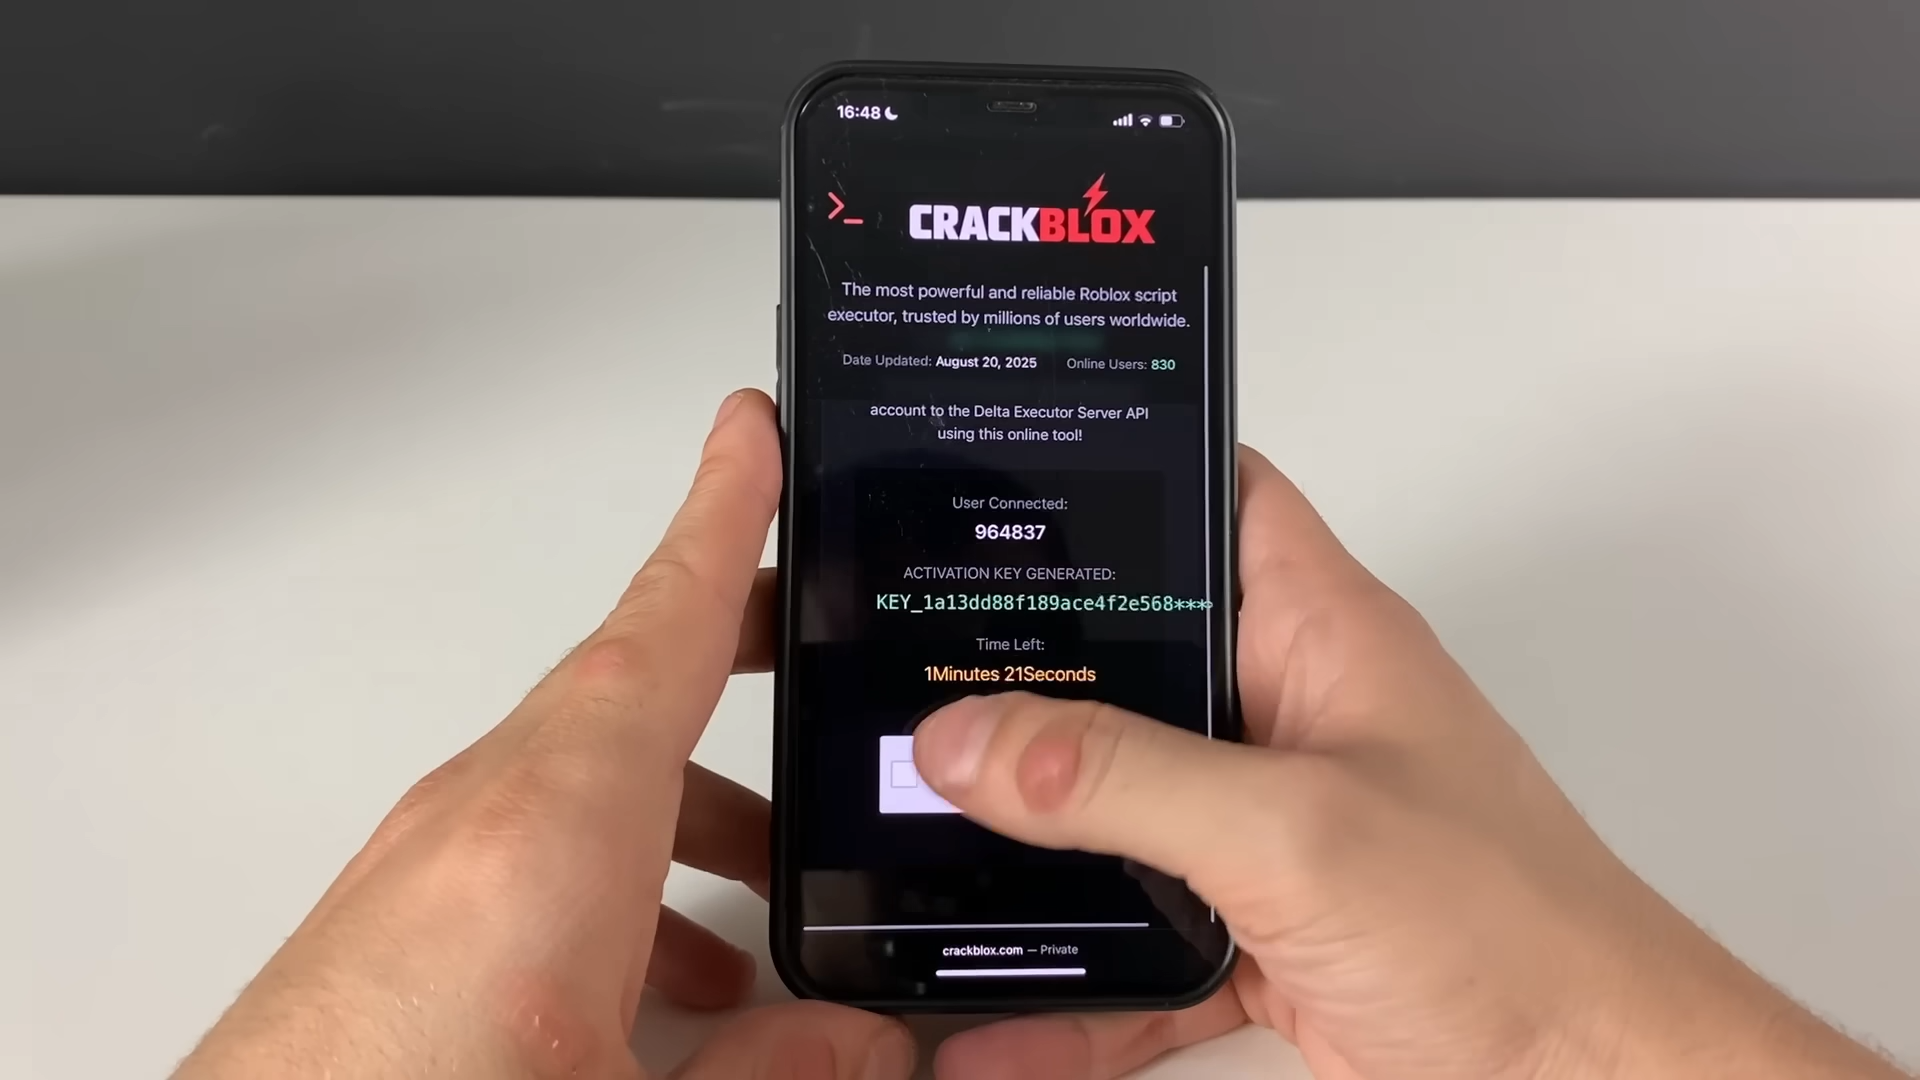 16:48
>_
CRACKBLOX
The most powerful and reliable Roblox script
executor, trusted by millions of users worldwide.
Date Updated: August 20, 2025 Online Users: 830
account to the Delta Executor Server API
using this online tool!
User Connected:
964837
ACTIVATION KEY GENERATED:
KEY_1a13dd88f189ace4f2e568***
Time Left:
1Minutes 21Seconds
crackblox.com — Private